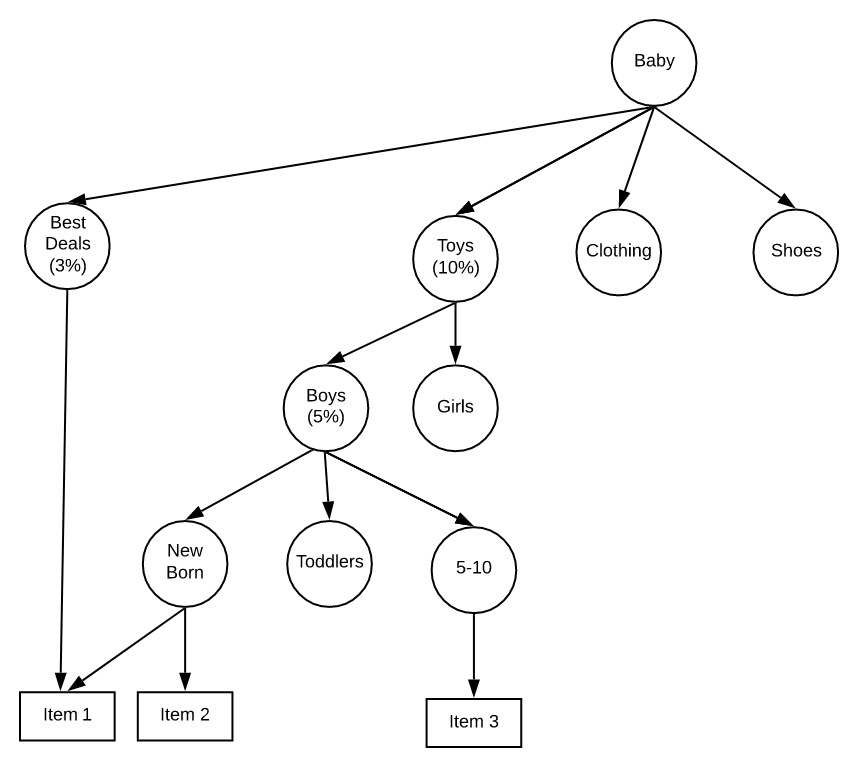 Baby
Best
Deals
(3%)
Toys
(10%)
Clothing
Shoes
Boys
(5%)
Girls
New
Born
Toddlers
5-10
Item 1
Item 2
Item 3